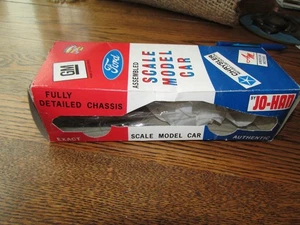 GM
Ford
ASSEMBLED
SCALE
MODEL
CAR
CHRYSLER
"JO-HAN
FULLY
DETAILED CHASSIS
EXACT
SCALE MODEL CAR
AUTHENTIC